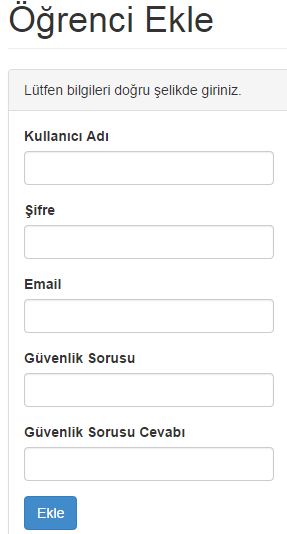 Öğrenci Ekle
Lütfen bilgileri doğru şelikde giriniz.
Kullanıcı Adı
Şifre
Email
Güvenlik Sorusu
Güvenlik Sorusu Cevabı
Ekle